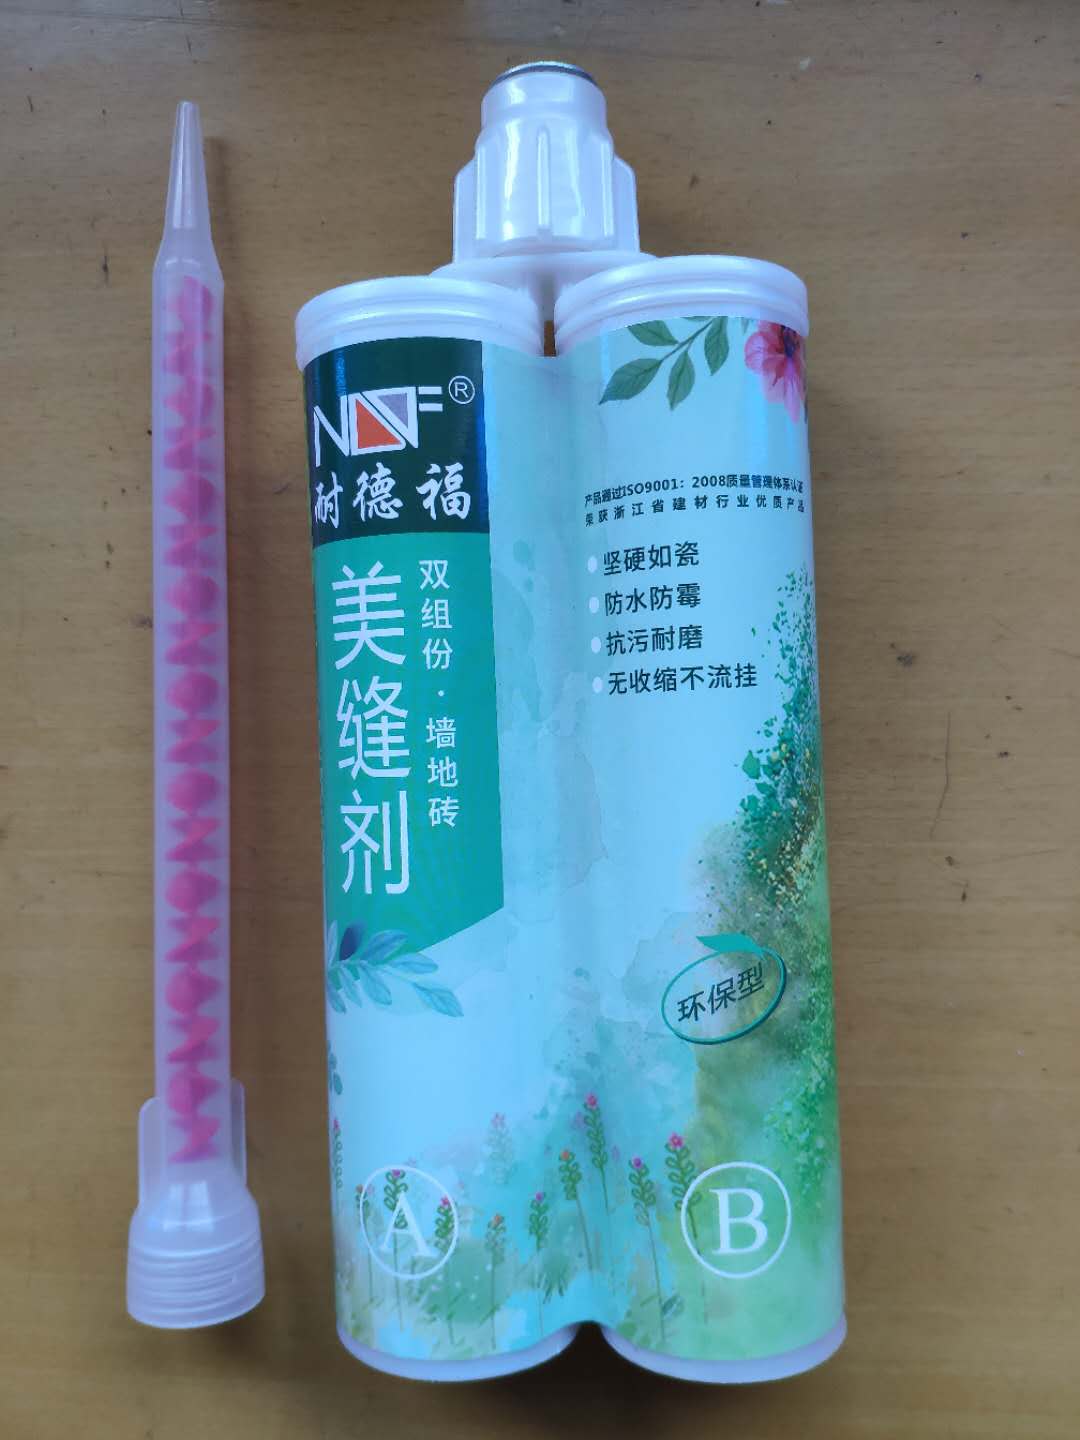 NDF®
耐德福
美缝剂
双组份·墙地砖
产品通过ISO9001：2008质量管理体系认证
荣获浙江省建材行业优质产品
坚硬如瓷
防水防霉
抗污耐磨
无收缩不流挂
环保型
A
B